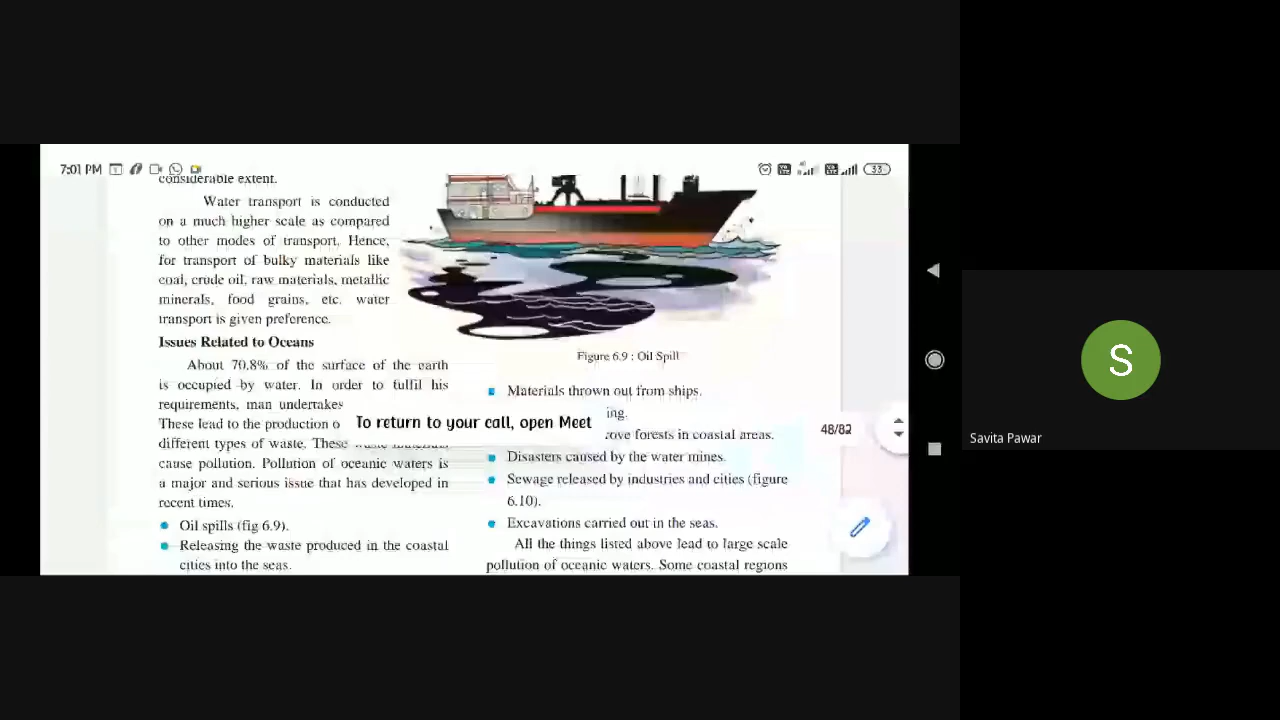 7:01 PM
33
considerable extent.
Water transport is conducted
on a much higher scale as compared
to other modes of transport. Hence,
for transport of bulky materials like
coal, crude oil, raw materials, metallic
minerals, food grains, etc. water
transport is given preference.
Issues Related to Oceans
About 70.8% of the surface of the earth
is occupied by water. In order to fulfil his
requirements, man undertakes
These lead to the production o
different types of waste. These waste materials
cause pollution. Pollution of oceanic waters is
a major and serious issue that has developed in
recent times.
Oil spills (fig 6.9).
Releasing the waste produced in the coastal
cities into the seas.
To return to your call, open Meet
Figure 6.9 : Oil Spill
Materials thrown out from ships.
ing.
ove forests in coastal areas.
Disasters caused by the water mines.
Sewage released by industries and cities (figure
6.10).
Excavations carried out in the seas.
All the things listed above lead to large scale
pollution of oceanic waters. Some coastal regions
48/82
S
Savita Pawar